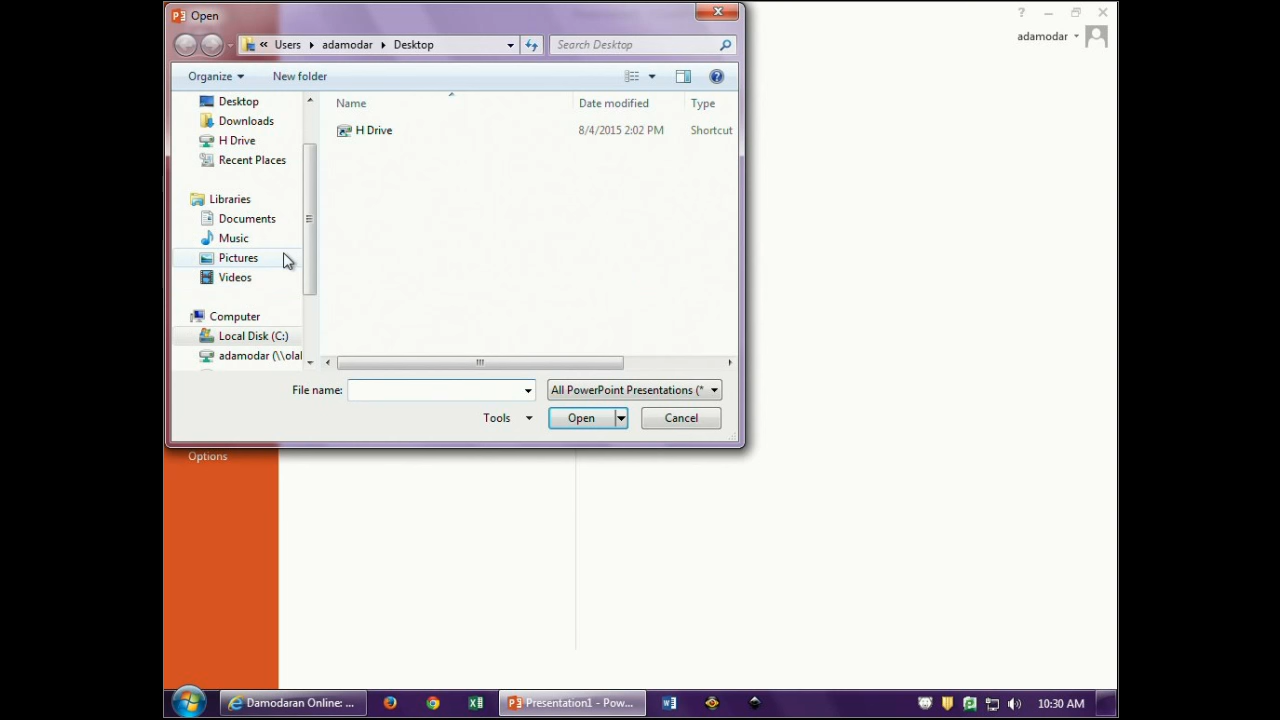 Open
?
« Users ▸ adamodar ▸ Desktop
Search Desktop
adamodar
Organize
New folder
Name
Date modified
Type
H Drive
8/4/2015 2:02 PM
Shortcut
Desktop
Downloads
H Drive
Recent Places
Libraries
Documents
Music
Pictures
Videos
Computer
Local Disk (C:)
adamodar (\\olal
File name:
All PowerPoint Presentations (*
Tools
Open
Cancel
Options
Damodaran Online: ...
Presentation1 - Pow...
10:30 AM